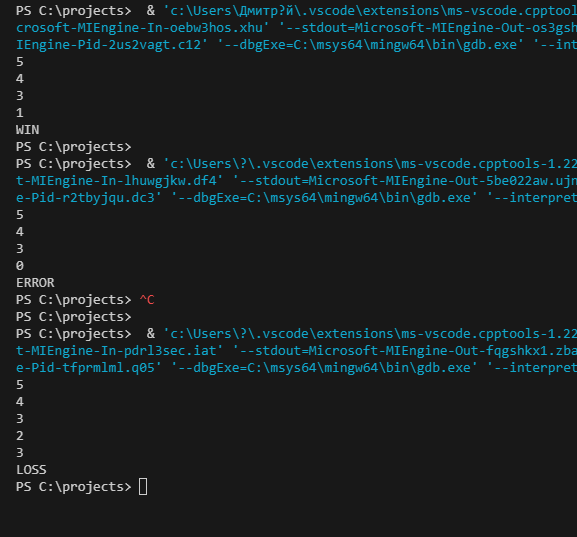 PS C:\projects>  & 'c:\Users\Дмитр?й\.vscode\extensions\ms-vscode.cpptool
crosoft-MIEngine-In-oebw3hos.xhu' '--stdout=Microsoft-MIEngine-Out-os3gsh
IEngine-Pid-2us2vagt.c12' '--dbgExe=C:\msys64\mingw64\bin\gdb.exe' '--int
5
4
3
1
WIN
PS C:\projects>
PS C:\projects>  & 'c:\Users\?\.vscode\extensions\ms-vscode.cpptools-1.22
t-MIEngine-In-lhuwgjkw.df4' '--stdout=Microsoft-MIEngine-Out-5be022aw.ujn
e-Pid-r2tbyjqu.dc3' '--dbgExe=C:\msys64\mingw64\bin\gdb.exe' '--interpret
5
4
3
0
ERROR
PS C:\projects> ^C
PS C:\projects>
PS C:\projects>  & 'c:\Users\?\.vscode\extensions\ms-vscode.cpptools-1.22
t-MIEngine-In-pdrl3sec.iat' '--stdout=Microsoft-MIEngine-Out-fqgshkx1.zba
e-Pid-tfprmlml.q05' '--dbgExe=C:\msys64\mingw64\bin\gdb.exe' '--interpret
5
4
3
2
3
LOSS
PS C:\projects>